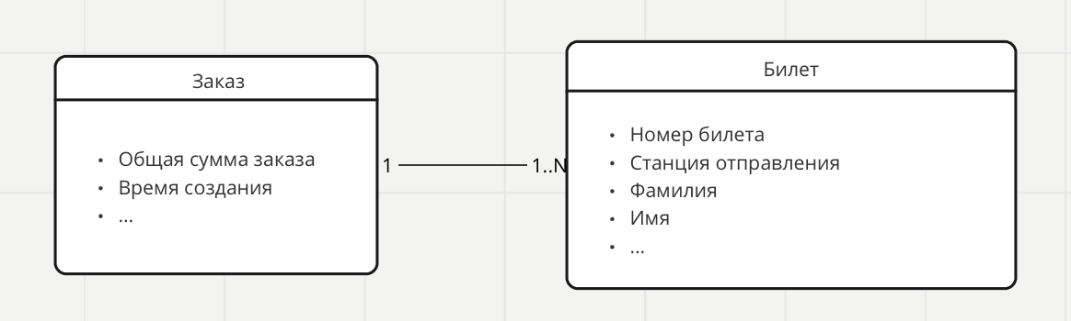 Заказ
• Общая сумма заказа
• Время создания
• ...
1
1..N
Билет
• Номер билета
• Станция отправления
• Фамилия
• Имя
• ...